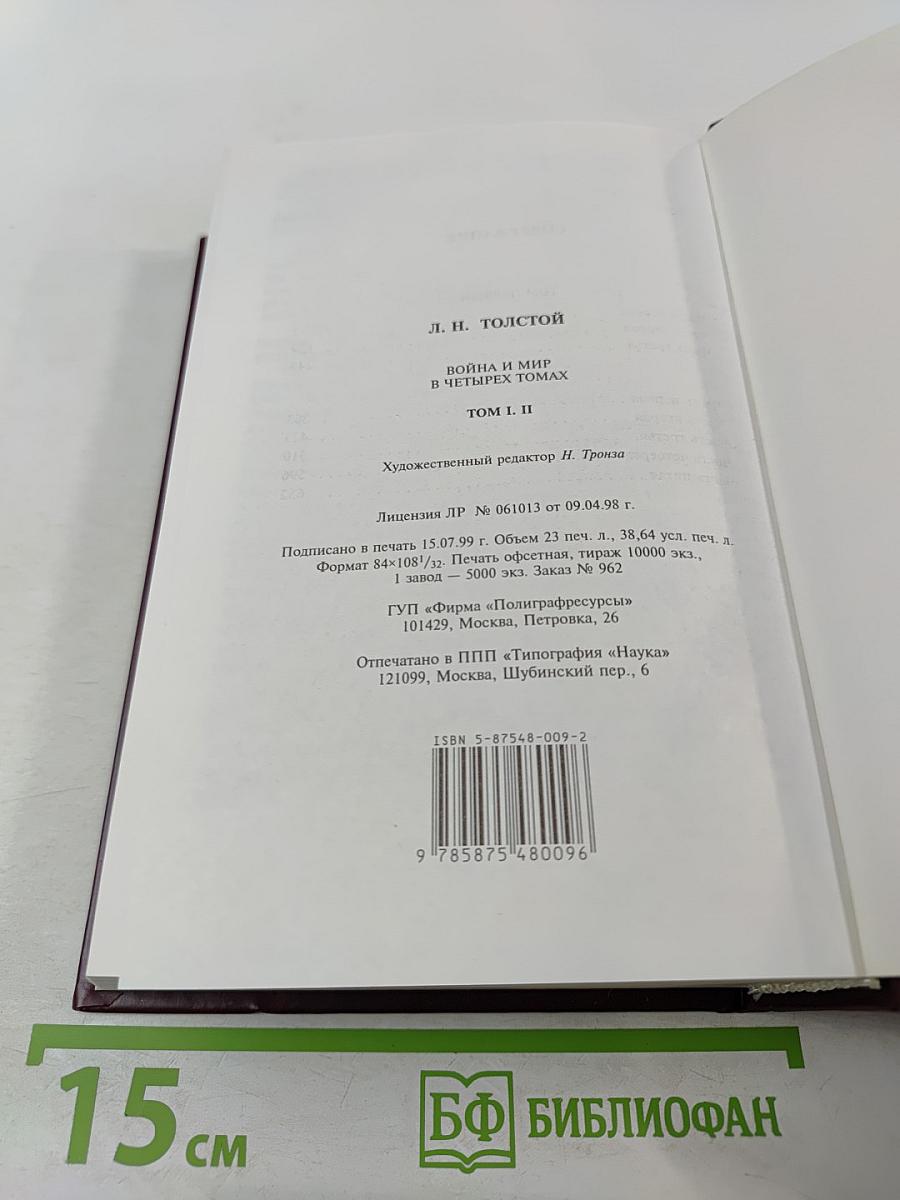 Л. Н. ТОЛСТОЙ
ВОЙНА И МИР
В ЧЕТЫРЕХ ТОМАХ
ТОМ I. II
Художественный редактор Н. Тронза
Лицензия ЛР № 061013 от 09.04.98 г.
Подписано в печать 15.07.99 г. Объем 23 печ. л., 38,64 усл. печ. л.
Формат 84×108 1/32. Печать офсетная, тираж 10000 экз.,
1 завод — 5000 экз. Заказ № 962
ГУП «Фирма «Полиграфресурсы»
101429, Москва, Петровка, 26
Отпечатано в ППП «Типография «Наука»
121099, Москва, Шубинский пер., 6
ISBN 5-87548-009-2
9 785875 480096
15 см
БФ БИБЛИОФАН